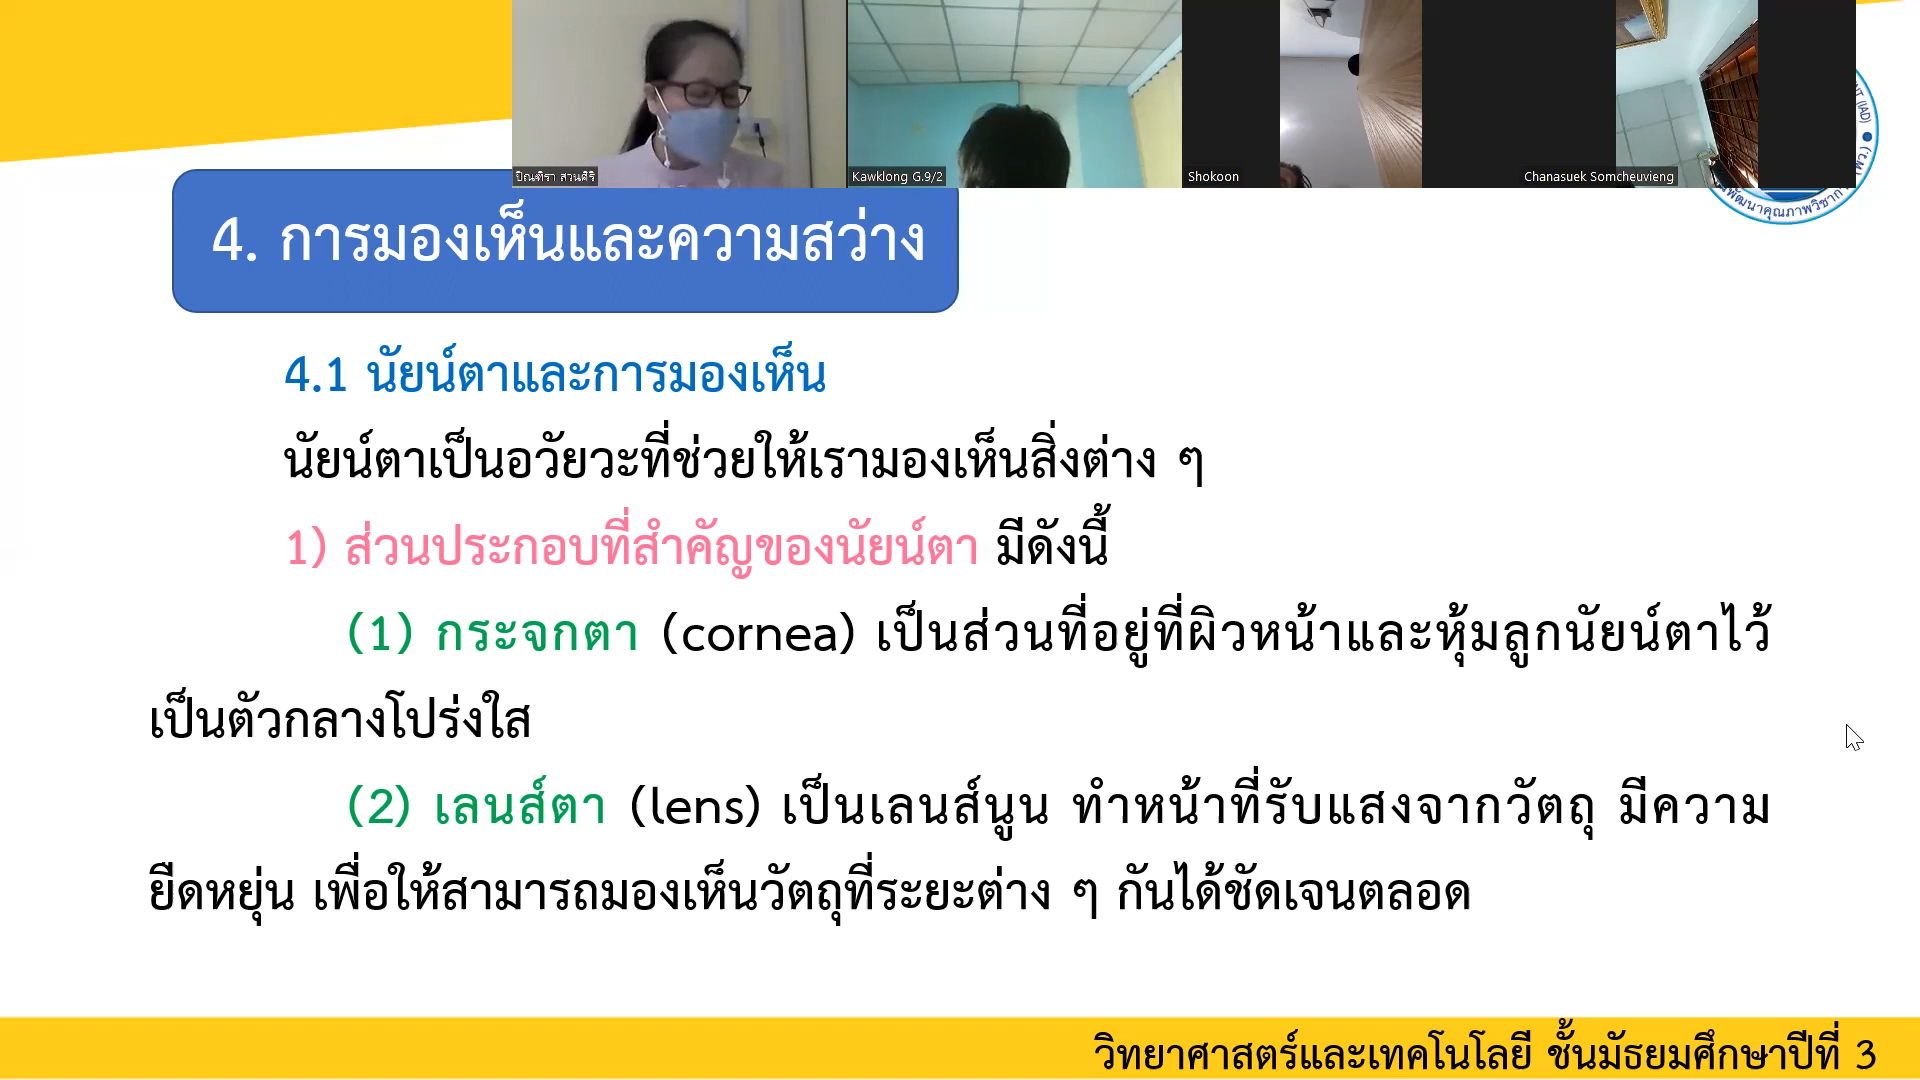 ปิณฑิรา สวนศิริ
Kawklong G.9/2
Shokoon
Chanasuek Somcheuvieng
4. การมองเห็นและความสว่าง
4.1 นัยน์ตาและการมองเห็น
นัยน์ตาเป็นอวัยวะที่ช่วยให้เรามองเห็นสิ่งต่าง ๆ
1) ส่วนประกอบที่สำคัญของนัยน์ตา มีดังนี้
(1) กระจกตา (cornea) เป็นส่วนที่อยู่ที่ผิวหน้าและหุ้มลูกนัยน์ตาไว้
เป็นตัวกลางโปร่งใส
(2) เลนส์ตา (lens) เป็นเลนส์นูน ทำหน้าที่รับแสงจากวัตถุ มีความ
ยืดหยุ่น เพื่อให้สามารถมองเห็นวัตถุที่ระยะต่าง ๆ กันได้ชัดเจนตลอด
วิทยาศาสตร์และเทคโนโลยี ชั้นมัธยมศึกษาปีที่ 3